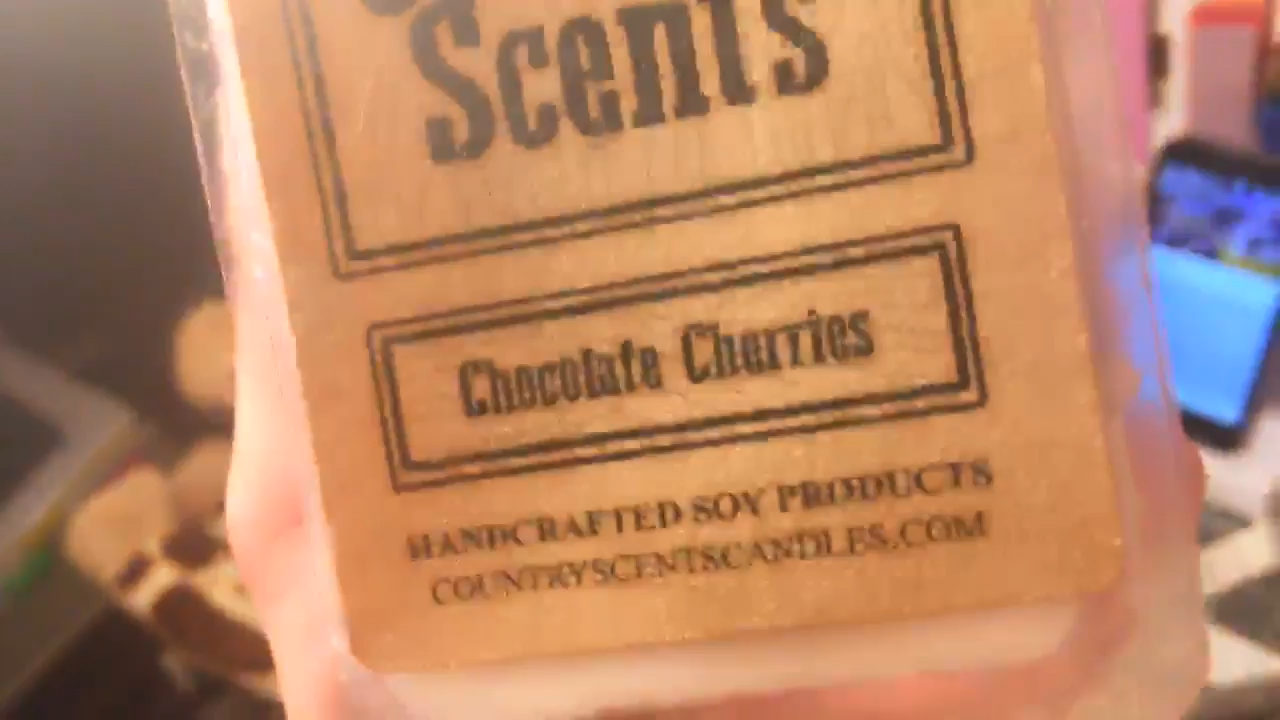 Scents
Chocolate Cherries
HANDCRAFTED SOY PRODUCTS
COUNTRYSCENTSCANDLES.COM